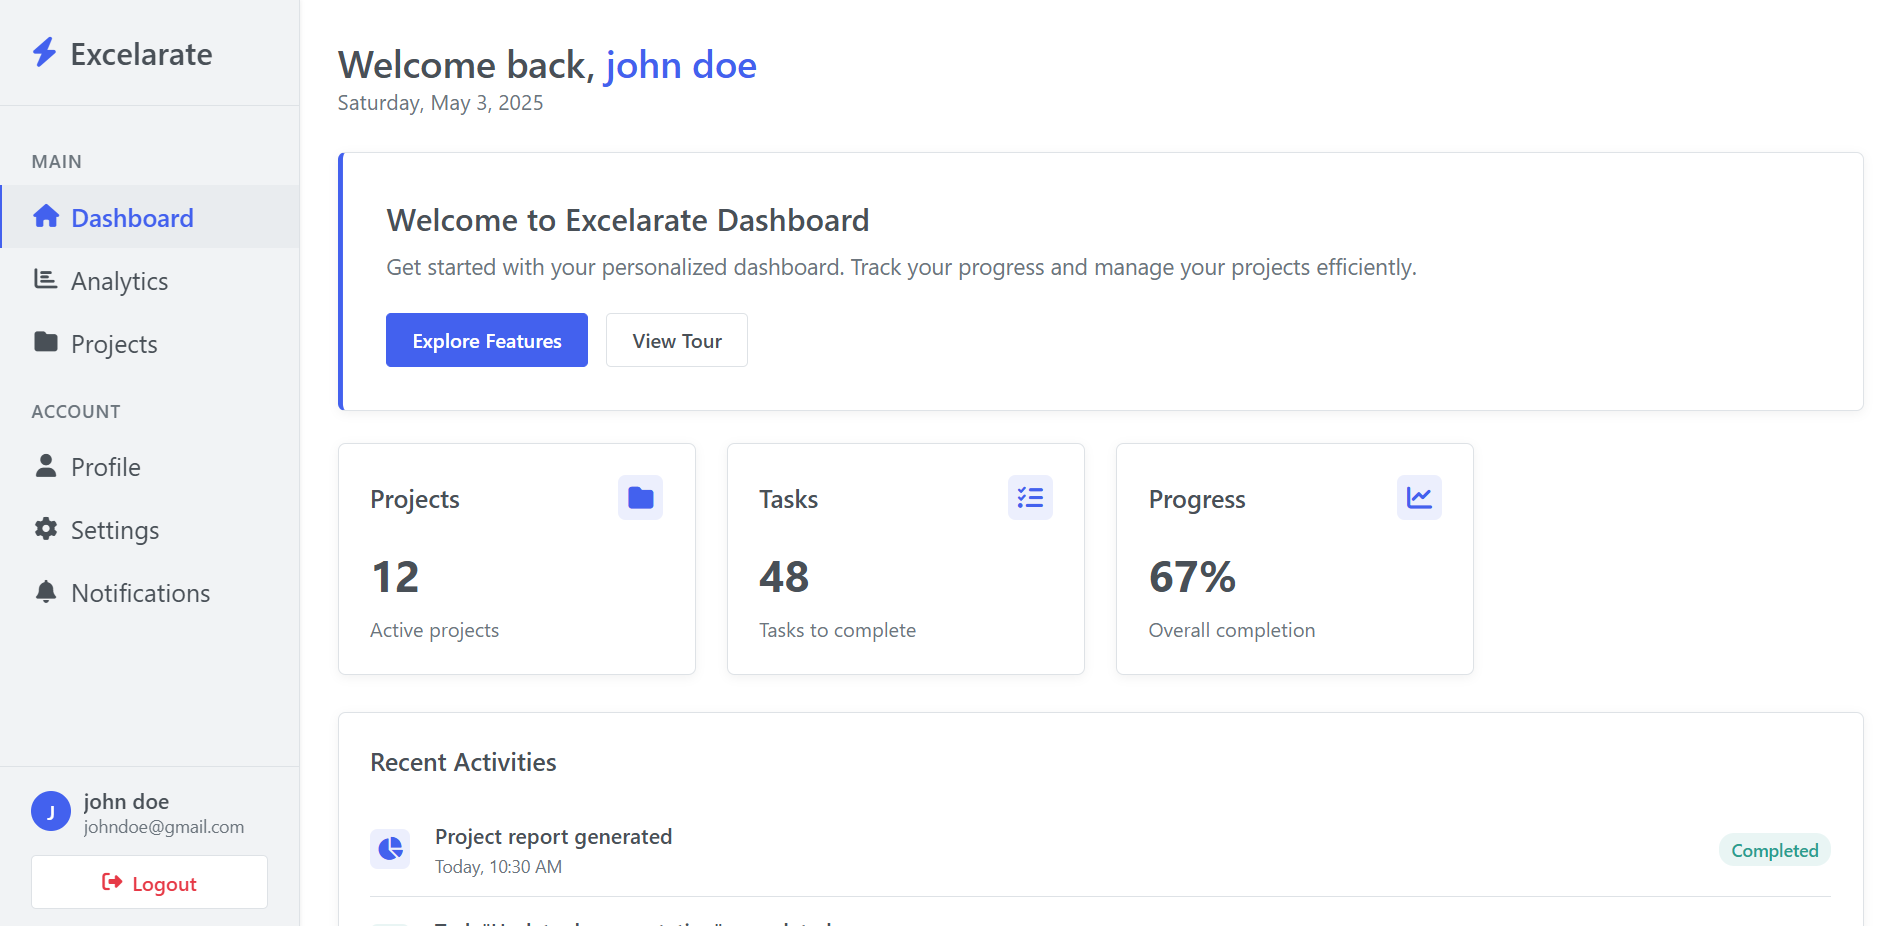 Excelarate
MAIN
Dashboard
Analytics
Projects
ACCOUNT
Profile
Settings
Notifications
J
john doe
johndoe@gmail.com
Logout
Welcome back, john doe
Saturday, May 3, 2025
Welcome to Excelarate Dashboard
Get started with your personalized dashboard. Track your progress and manage your projects efficiently.
Explore Features
View Tour
Projects
12
Active projects
Tasks
48
Tasks to complete
Progress
67%
Overall completion
Recent Activities
Project report generated
Today, 10:30 AM
Completed